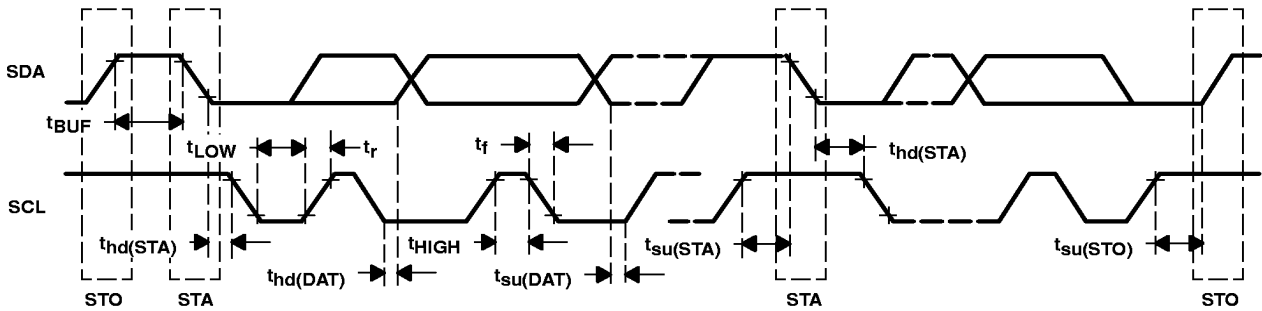 SDA
tBUF
tLOW
tr
tf
thd(STA)
SCL
thd(STA)
tHIGH
tsu(STA)
tsu(STO)
thd(DAT)
tsu(DAT)
STO
STA
STA
STO